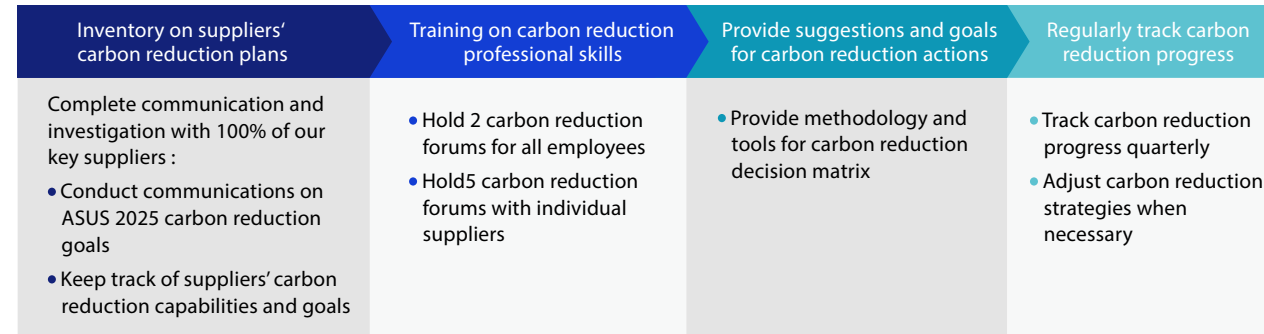 Inventory on suppliers‘
carbon reduction plans
Training on carbon reduction
professional skills
Provide suggestions and goals
for carbon reduction actions
Regularly track carbon
reduction progress
Complete communication and
investigation with 100% of our
key suppliers :
• Conduct communications on
ASUS 2025 carbon reduction
goals
• Keep track of suppliers’ carbon
reduction capabilities and goals
• Hold 2 carbon reduction
forums for all employees
• Hold5 carbon reduction
forums with individual
suppliers
• Provide methodology and
tools for carbon reduction
decision matrix
• Track carbon reduction
progress quarterly
• Adjust carbon reduction
strategies when
necessary